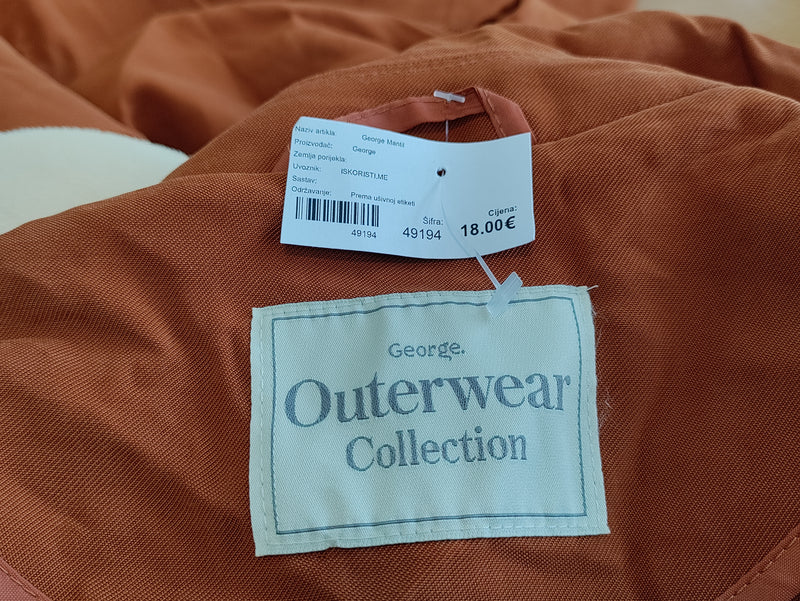 Naziv artikla: George Mantil
Proizvođač: George
Zemlja porijekla:
Uvoznik: ISKORISTI.ME
Sastav:
Održavanje: Prema ušivnoj etiketi
49194
Šifra:
49194
Cijena:
18.00€
George.
Outerwear
Collection